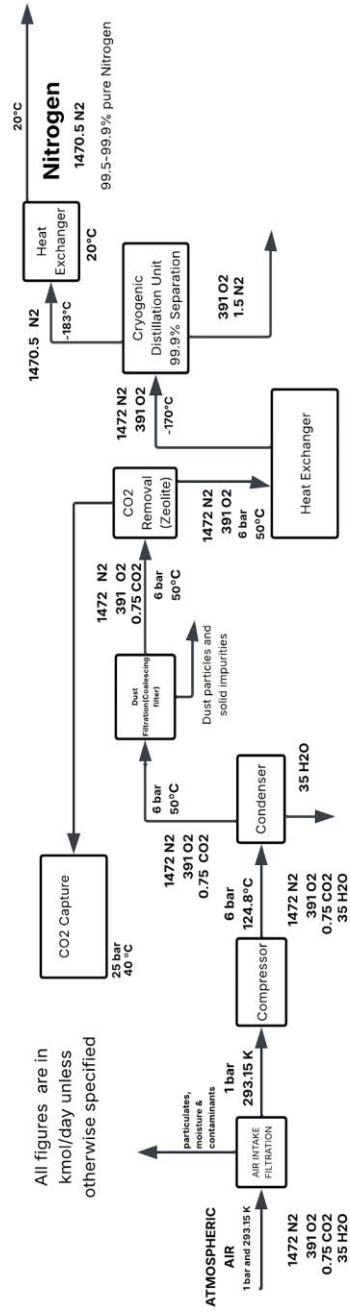 All figures are in
kmol/day unless
otherwise specified
ATMOSPHERIC
AIR
1 bar and 293.15 K
1472 N2
391 O2
0.75 CO2
35 H2O
AIR INTAKE
FILTRATION
particulates,
moisture &
contaminants
1 bar
293.15 K
Compressor
6 bar
124.8°C
1472 N2
391 O2
0.75 CO2
35 H2O
Condenser
35 H2O
1472 N2
391 O2
0.75 CO2
6 bar
50°C
Dust
Filtration(Coalescing
filter)
Dust particles and
solid impurities
1472 N2
391 O2
0.75 CO2
6 bar
50°C
CO2
Removal
(Zeolite)
CO2 Capture
25 bar
40 °C
1472 N2
391 O2
6 bar
50°C
Heat Exchanger
1472 N2
391 O2
-170°C
Cryogenic
Distillation Unit
99.9% Separation
391 O2
1.5 N2
1470.5 N2
-183°C
Heat
Exchanger
20°C
20°C
Nitrogen
1470.5 N2
99.5-99.9% pure Nitrogen